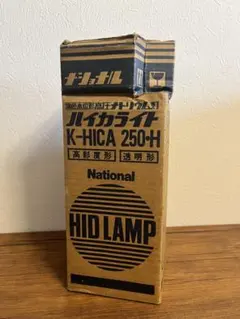 ナショナル
ハイカライト
K-HICA 250・H
高彩度形
透明形
National
HID LAMP